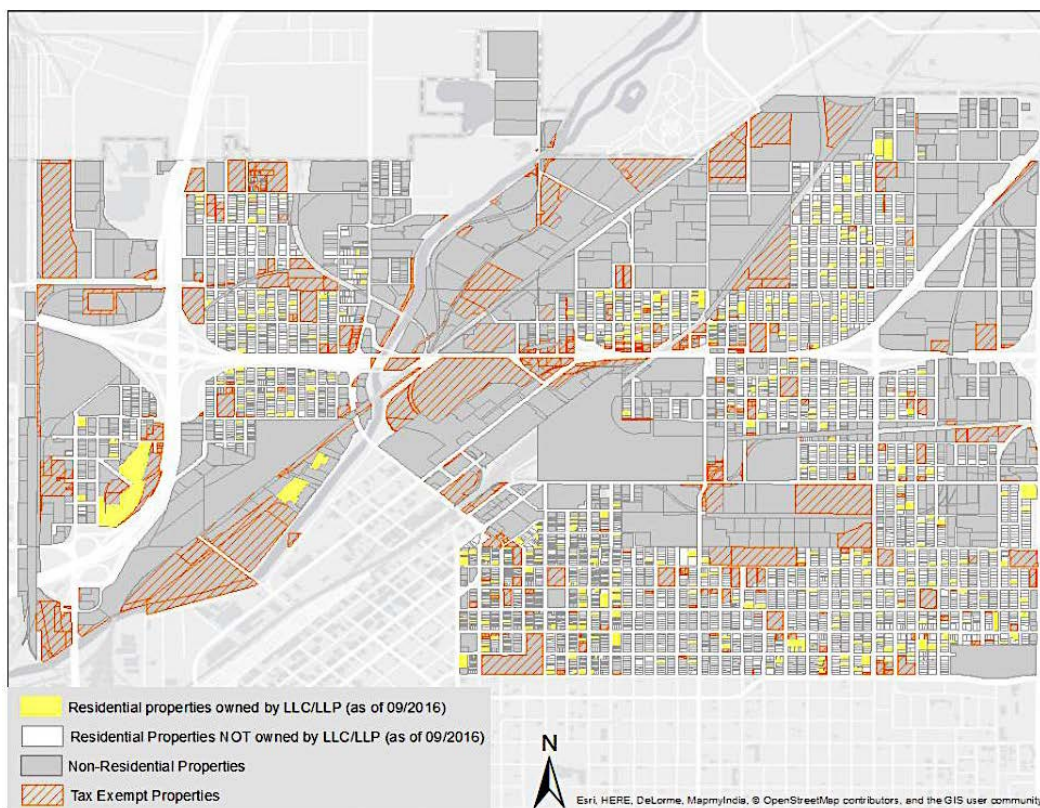 Residential properties owned by LLC/LLP (as of 09/2016)
Residential Properties NOT owned by LLC/LLP (as of 09/2016)
Non-Residential Properties
Tax Exempt Properties
N
Esri, HERE, DeLorme, MapmyIndia, © OpenStreetMap contributors, and the GIS user community